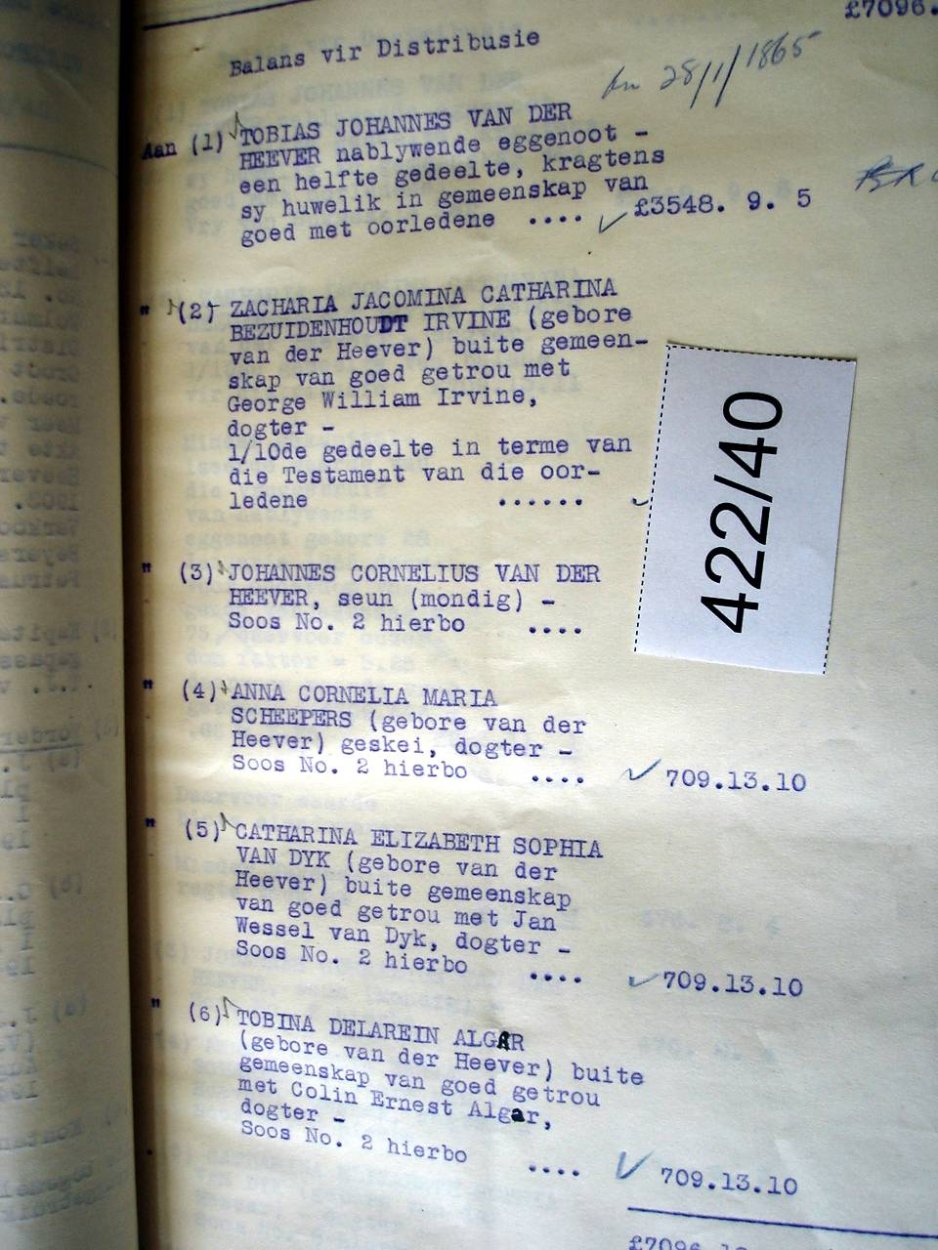 £7096.
Balans vir Distribusie
28/1/1865
Aan (1) TOBIAS JOHANNES VAN DER
HEEVER nablywende eggenoot -
een helfte gedeelte, kragtens
sy huwelik in gemeenskap van
goed met oorledene .... £3548. 9. 5
" (2) ZACHARIA JACOMINA CATHARINA
BEZUIDENHOUDT IRVINE (gebore
van der Heever) buite gemeen-
skap van goed getrou met
George William Irvine,
dogter -
1/10de gedeelte in terme van
die Testament van die oor-
ledene ......
422/40
" (3) JOHANNES CORNELIUS VAN DER
HEEVER, seun (mondig) -
Soos No. 2 hierbo ....
" (4) ANNA CORNELIA MARIA
SCHEEPERS (gebore van der
Heever) geskei, dogter -
Soos No. 2 hierbo .... 709.13.10
" (5) CATHARINA ELIZABETH SOPHIA
VAN DYK (gebore van der
Heever) buite gemeenskap
van goed getrou met Jan
Wessel van Dyk, dogter -
Soos No. 2 hierbo .... 709.13.10
" (6) TOBINA DELAREIN ALGAR
(gebore van der Heever) buite
gemeenskap van goed getrou
met Colin Ernest Algar,
dogter -
Soos No. 2 hierbo .... 709.13.10
£7096.